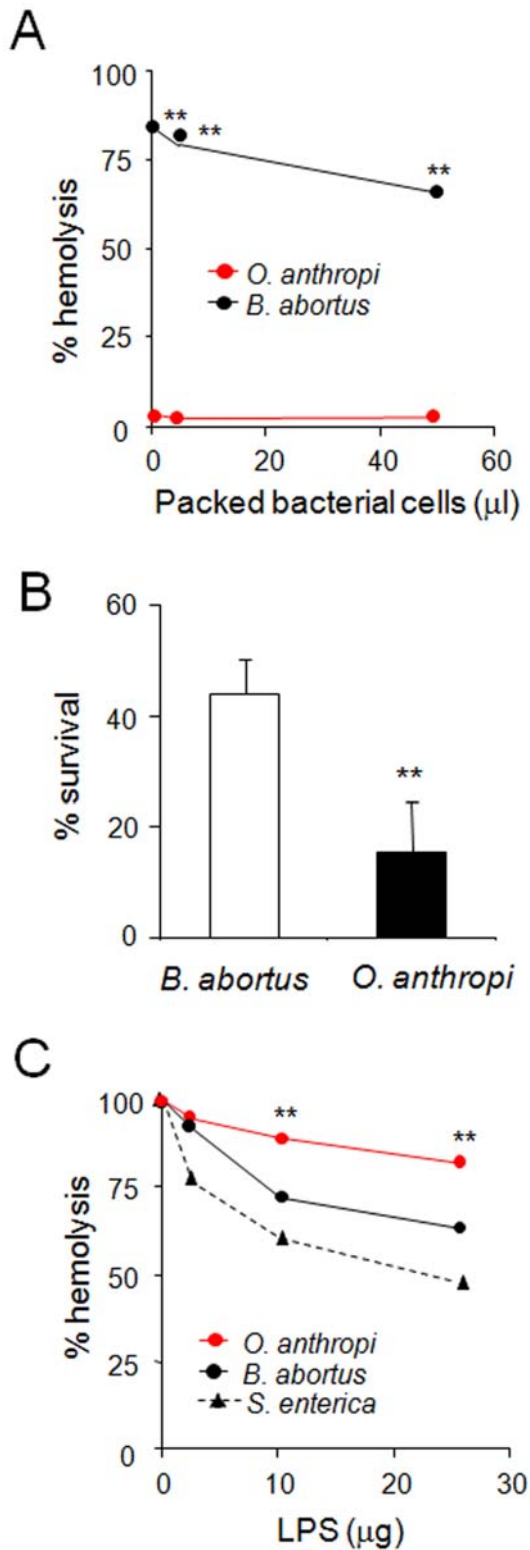 A
100
75
50
25
0
% hemolysis
**
**
**
O. anthropi
B. abortus
0 20 40 60
Packed bacterial cells (μl)
B
60
40
20
0
% survival
**
B. abortus O. anthropi
C
100
75
50
25
0
% hemolysis
**
**
O. anthropi
B. abortus
S. enterica
0 10 20 30
LPS (μg)